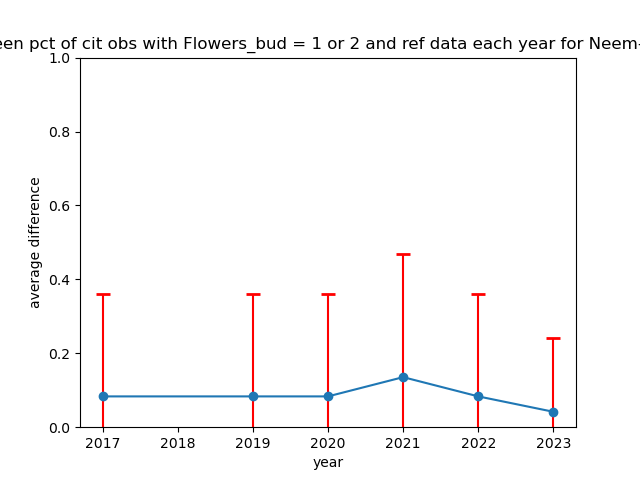 pct of cit obs with Flowers_bud = 1 or 2 and ref data each year for Neem-
1.0
0.8
0.6
0.4
0.2
0.0
average difference
2017 2018 2019 2020 2021 2022 2023
year